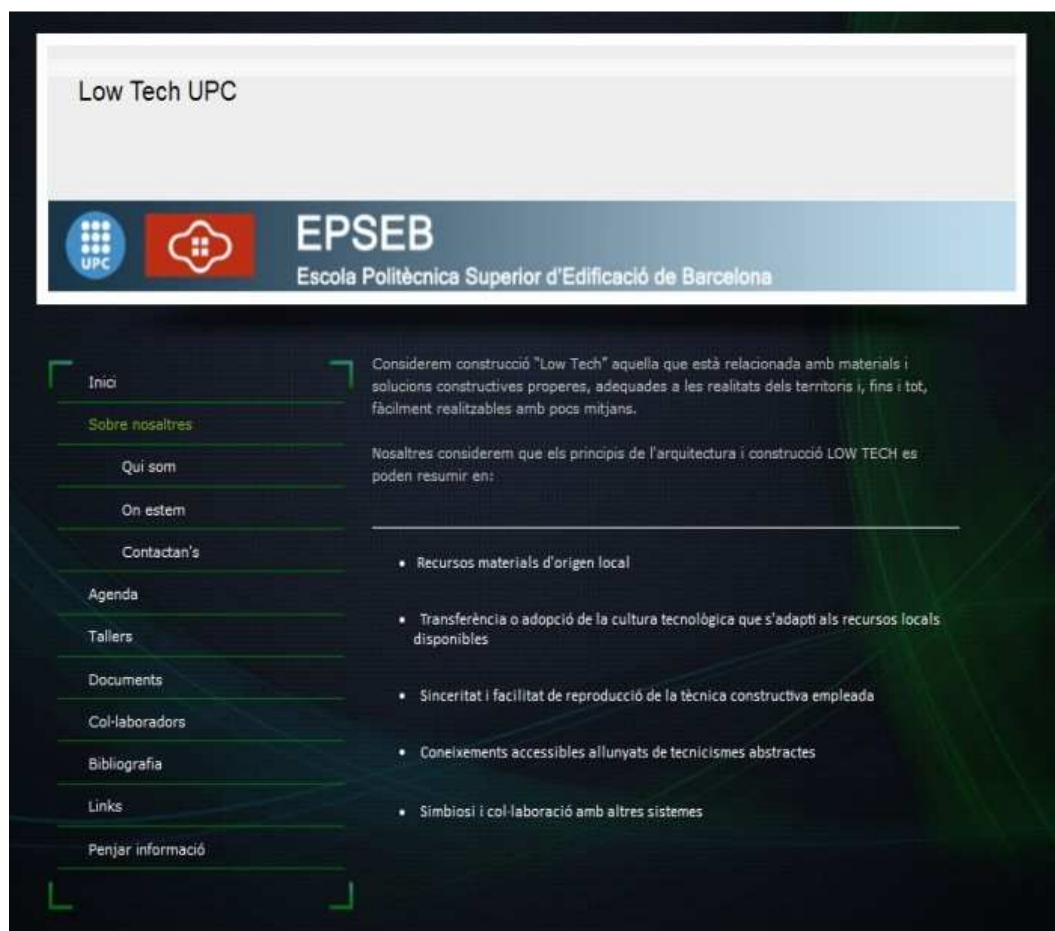 Low Tech UPC
UPC
EPSEB
Escola Politècnica Superior d'Edificació de Barcelona
Inici
Sobre nosaltres
Qui som
On estem
Contactan's
Agenda
Tallers
Documents
Col·laboradors
Bibliografia
Links
Penjar informació
Considerem construcció "Low Tech" aquella que està relacionada amb materials i
solucions constructives properes, adequades a les realitats dels territoris i, fins i tot,
fàcilment realitzables amb pocs mitjans.
Nosaltres considerem que els principis de l'arquitectura i construcció LOW TECH es
poden resumir en:
• Recursos materials d'origen local
• Transferència o adopció de la cultura tecnològica que s'adapti als recursos locals
disponibles
• Sinceritat i facilitat de reproducció de la tècnica constructiva empleada
• Coneixements accessibles allunyats de tecnicismes abstractes
• Simbiosi i col·laboració amb altres sistemes